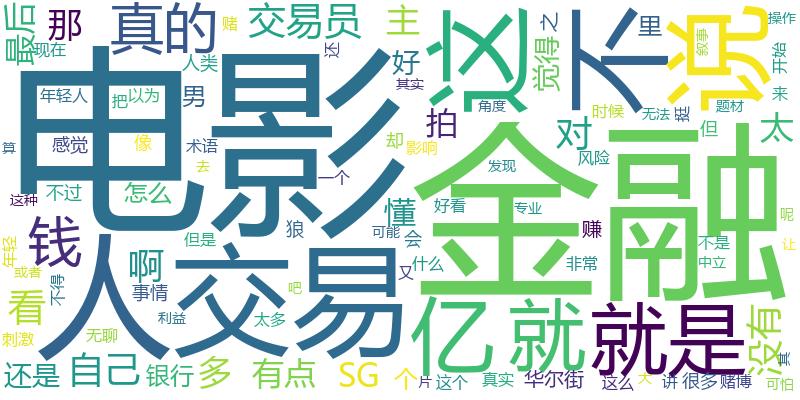 最后
那
真的
赌
交易员
主
这
不
里
之
说
叙事
操作
现在
还
人类
好
觉得
开始
年轻人
把
以为
男
电影
拍
其实
角度
时候
无法
挺
题材
来
算
感觉
像
术语
却
影响
对
风险
但
太
去
发现
金融
这种
不过
怎么
一个
懂
好看
专业
钱
人
交易
但是
狼
可能
会
赚
什么
又
非常
不是
中立
呢
让
年轻
或者
不得
啊
事情
吧
看
刺激
无聊
利益
太多
亿
就
就是
没有
还是
自己
银行
多
有点
SG
个
片
这个
真实
华尔街
这么
大
讲
很多
赌博
真
可怕